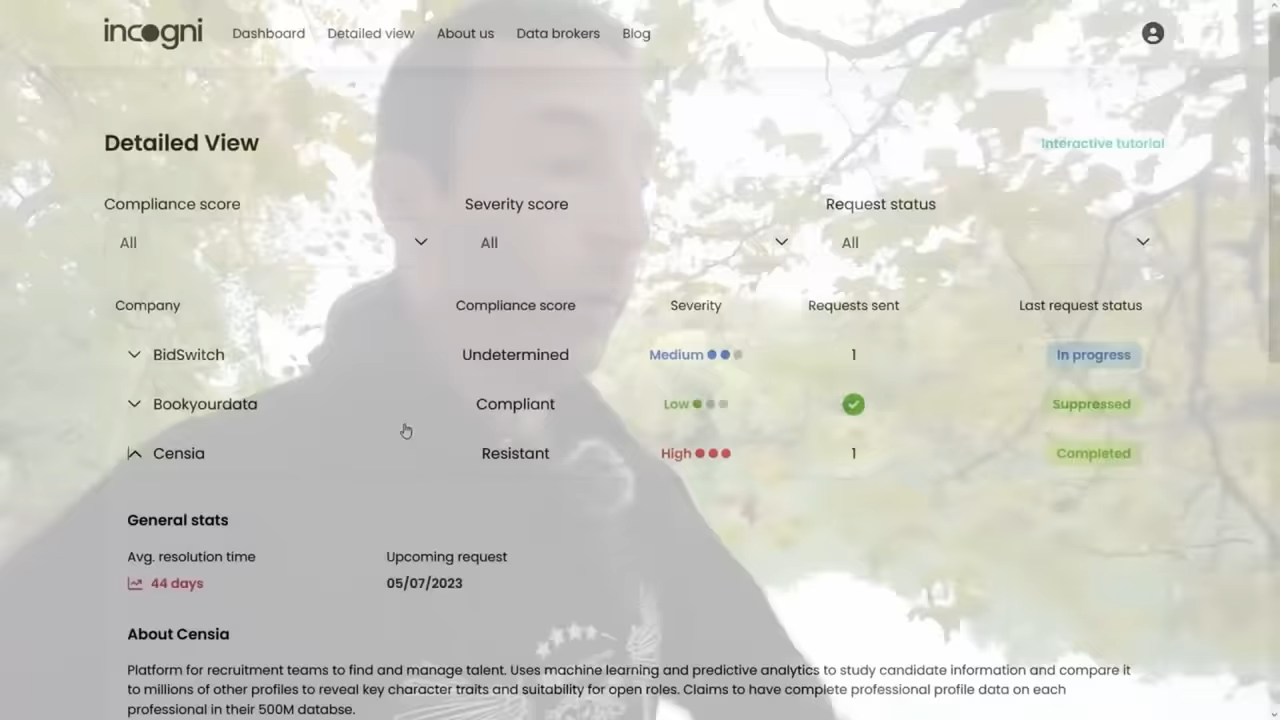 incogni Dashboard Detailed view About us Data brokers Blog
Detailed View Interactive tutorial
Compliance score Severity score Request status
All All All
Company Compliance score Severity Requests sent Last request status
BidSwitch Undetermined Medium 1 In progress
Bookyourdata Compliant Low Suppressed
Censia Resistant High 1 Completed
General stats
Avg. resolution time Upcoming request
44 days 05/07/2023
About Censia
Platform for recruitment teams to find and manage talent. Uses machine learning and predictive analytics to study candidate information and compare it
to millions of other profiles to reveal key character traits and suitability for open roles. Claims to have complete professional profile data on each
professional in their 500M databse.